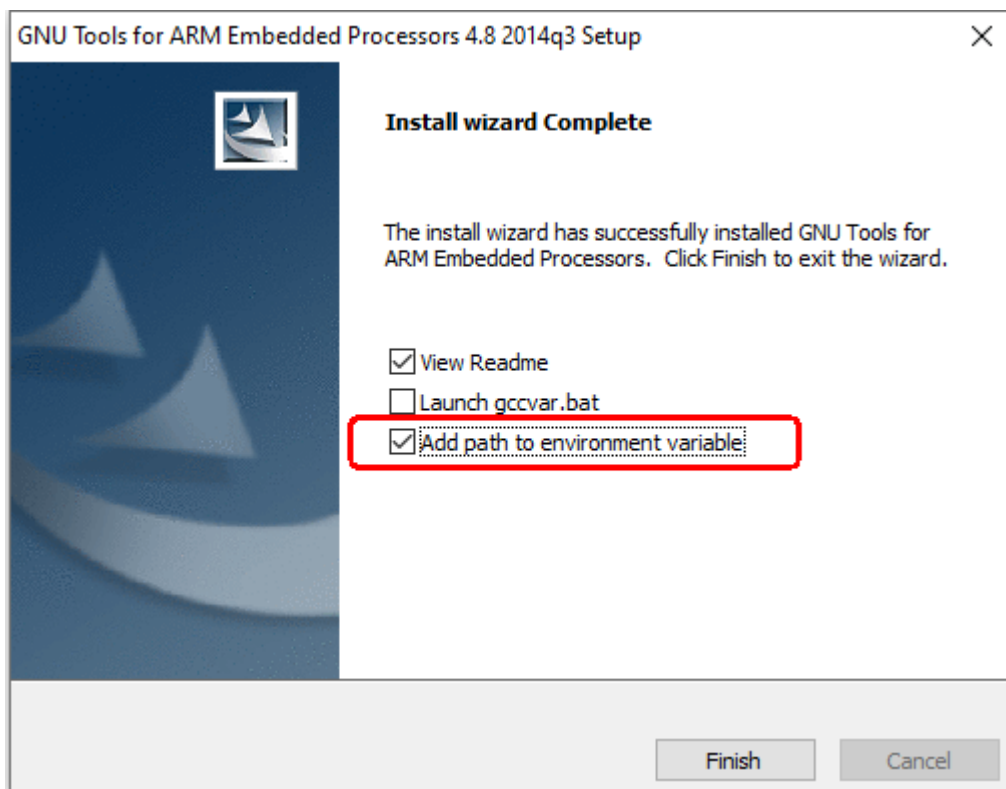 GNU Tools for ARM Embedded Processors 4.8 2014q3 Setup
Install wizard Complete
The install wizard has successfully installed GNU Tools for
ARM Embedded Processors.  Click Finish to exit the wizard.
View Readme
Launch gccvar.bat
Add path to environment variable
Finish
Cancel